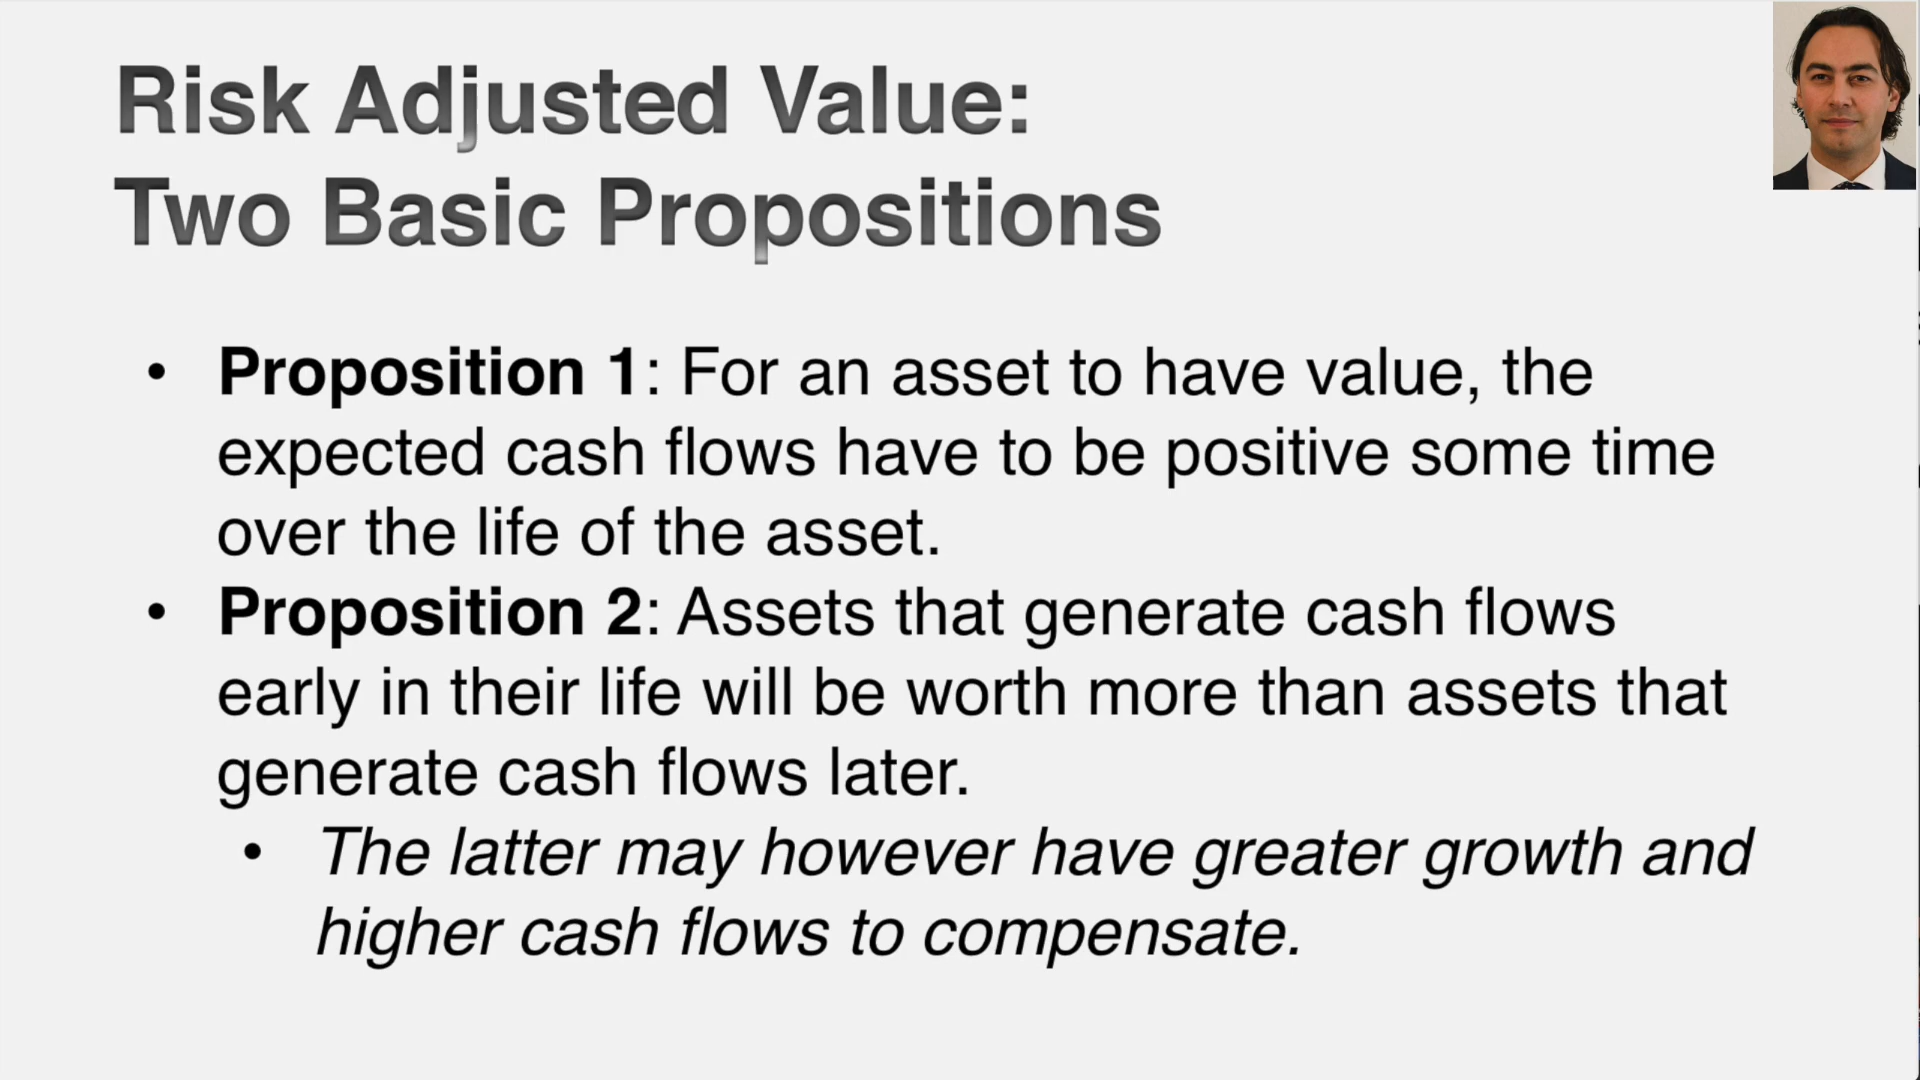 Risk Adjusted Value:
Two Basic Propositions
• Proposition 1: For an asset to have value, the
expected cash flows have to be positive some time
over the life of the asset.
• Proposition 2: Assets that generate cash flows
early in their life will be worth more than assets that
generate cash flows later.
• The latter may however have greater growth and
higher cash flows to compensate.